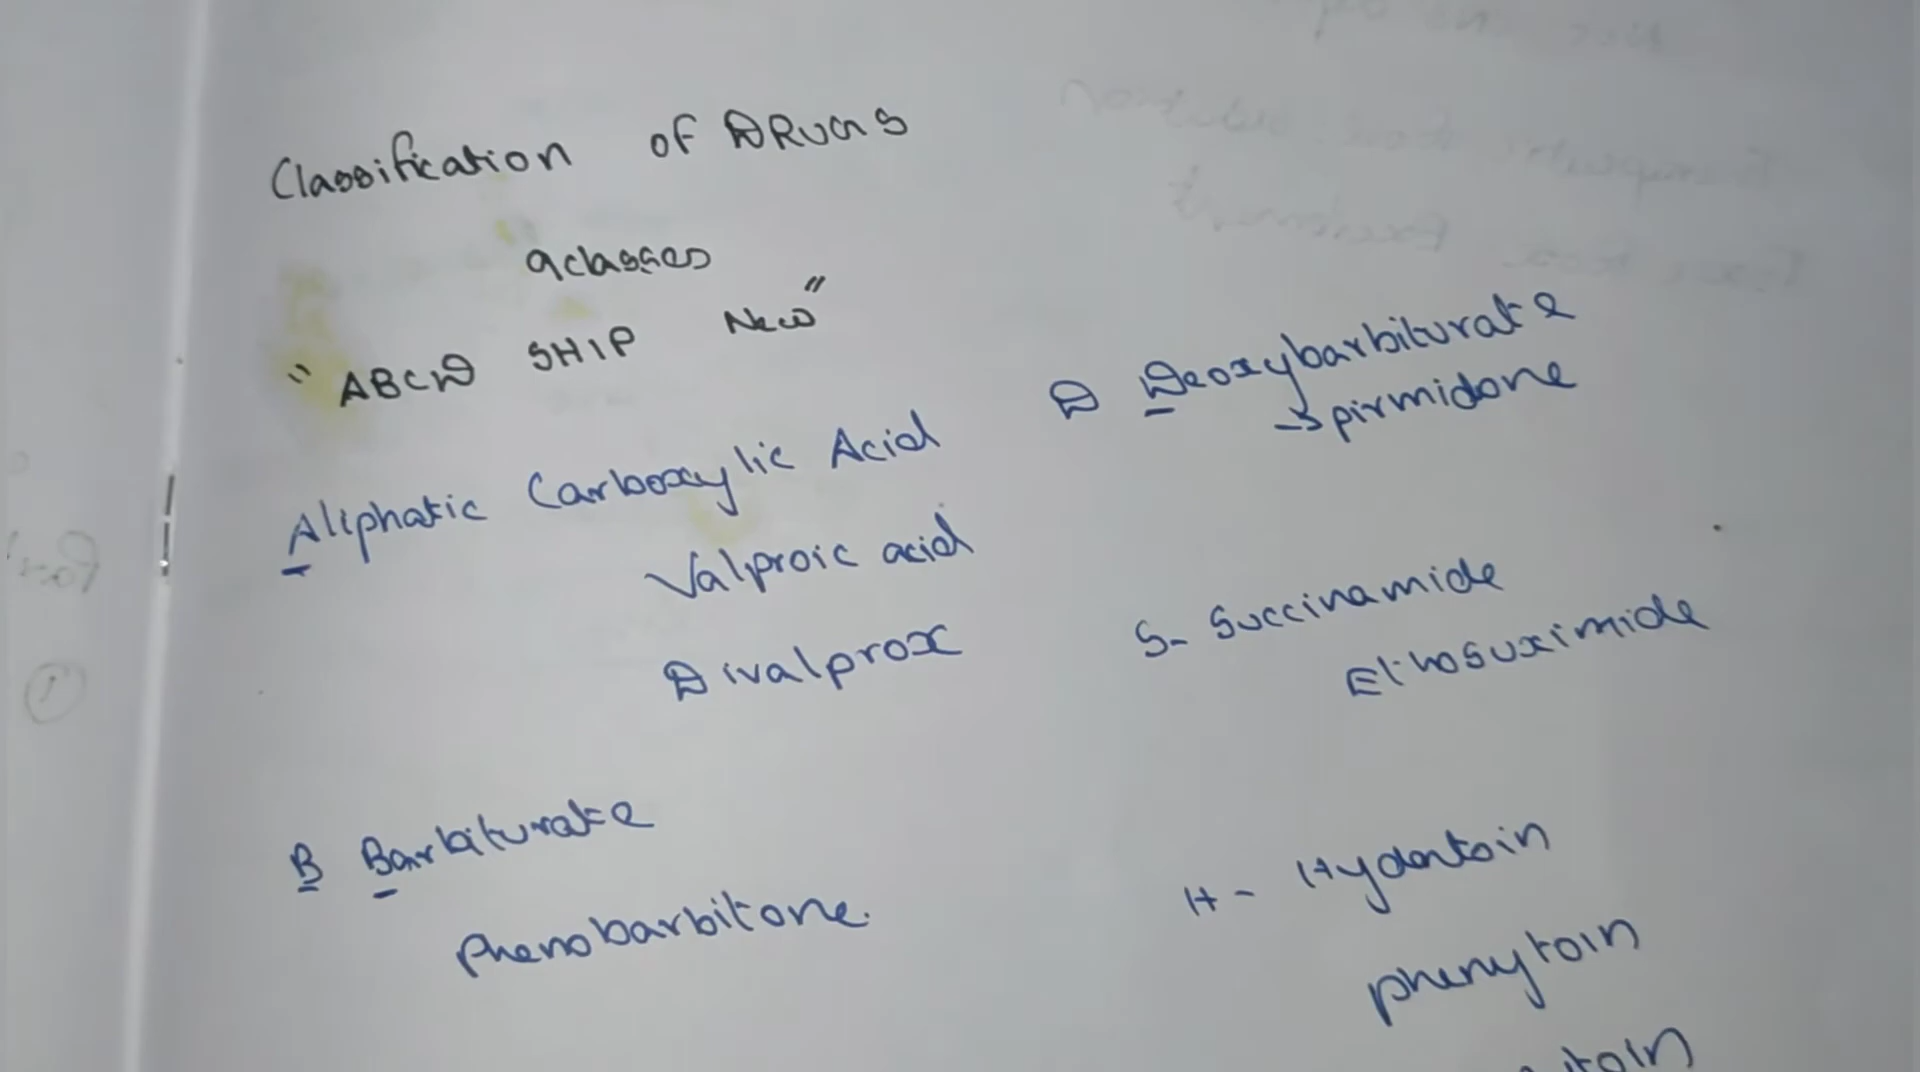 Classification of DRUGS
9classes
"ABCD SHIP New"
Aliphatic Carboxylic Acid
Valproic acid
Divalprox
B Barbiturate
Phenobarbitone.
D Deoxybarbiturate
→ pirmidone
S- Succinamide
Ethosuximide
H - Hydantoin
phenytoin